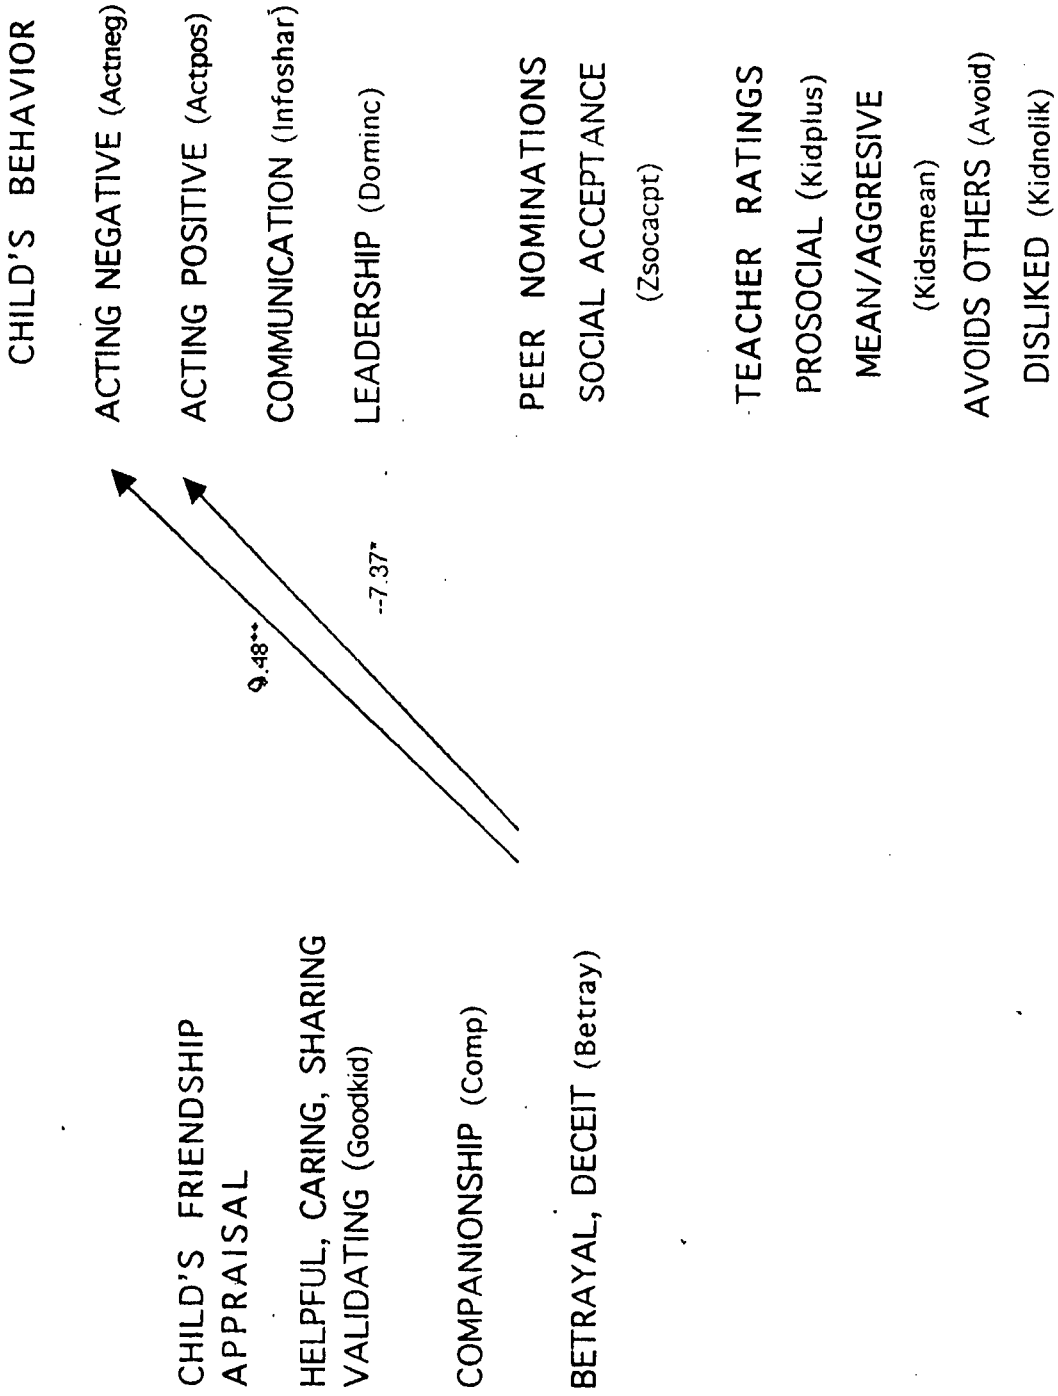 CHILD'S FRIENDSHIP
APPRAISAL
HELPFUL, CARING, SHARING
VALIDATING (Goodkid)
COMPANIONSHIP (Comp)
BETRAYAL, DECEIT (Betray)
9.48**
--7.37*
CHILD'S BEHAVIOR
ACTING NEGATIVE (Actneg)
ACTING POSITIVE (Actpos)
COMMUNICATION (Infoshar)
LEADERSHIP (Dominc)
PEER NOMINATIONS
SOCIAL ACCEPTANCE
(Zsocacpt)
TEACHER RATINGS
PROSOCIAL (Kidplus)
MEAN/AGGRESIVE
(Kidsmean)
AVOIDS OTHERS (Avoid)
DISLIKED (Kidnolik)